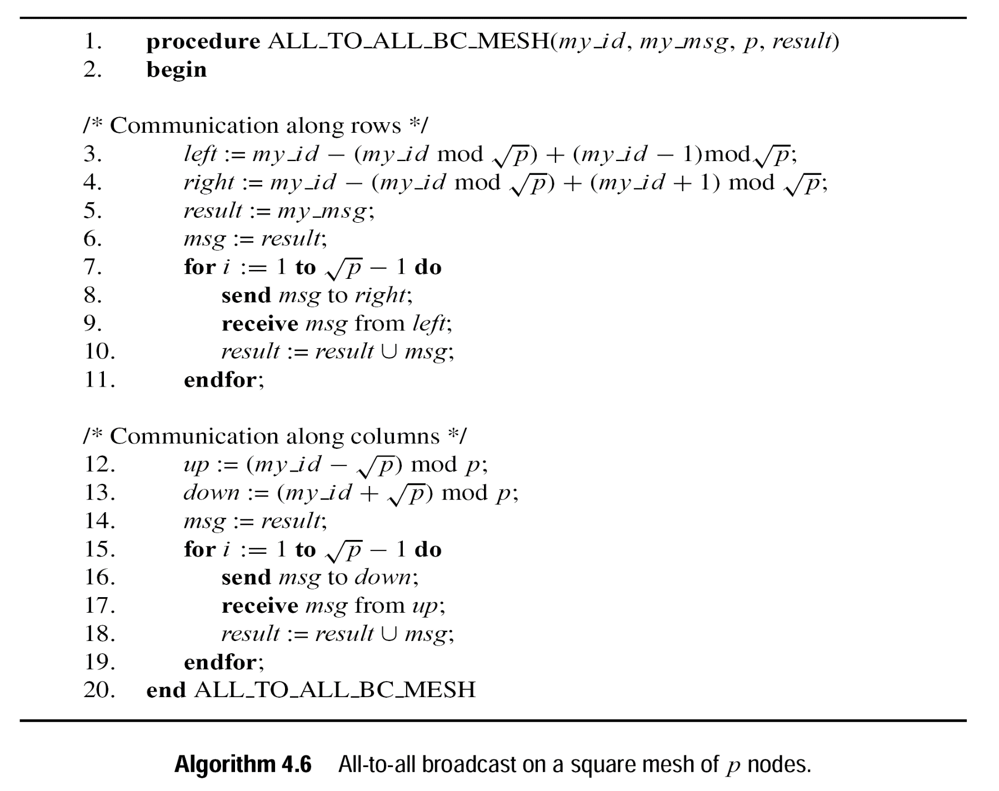 1. procedure ALL_TO_ALL_BC_MESH(my_id, my_msg, p, result)
2. begin
/* Communication along rows */
3. left := my_id − (my_id mod √p) + (my_id − 1)mod√p;
4. right := my_id − (my_id mod √p) + (my_id + 1) mod √p;
5. result := my_msg;
6. msg := result;
7. for i := 1 to √p − 1 do
8. send msg to right;
9. receive msg from left;
10. result := result ∪ msg;
11. endfor;
/* Communication along columns */
12. up := (my_id − √p) mod p;
13. down := (my_id + √p) mod p;
14. msg := result;
15. for i := 1 to √p − 1 do
16. send msg to down;
17. receive msg from up;
18. result := result ∪ msg;
19. endfor;
20. end ALL_TO_ALL_BC_MESH
Algorithm 4.6 All-to-all broadcast on a square mesh of p nodes.